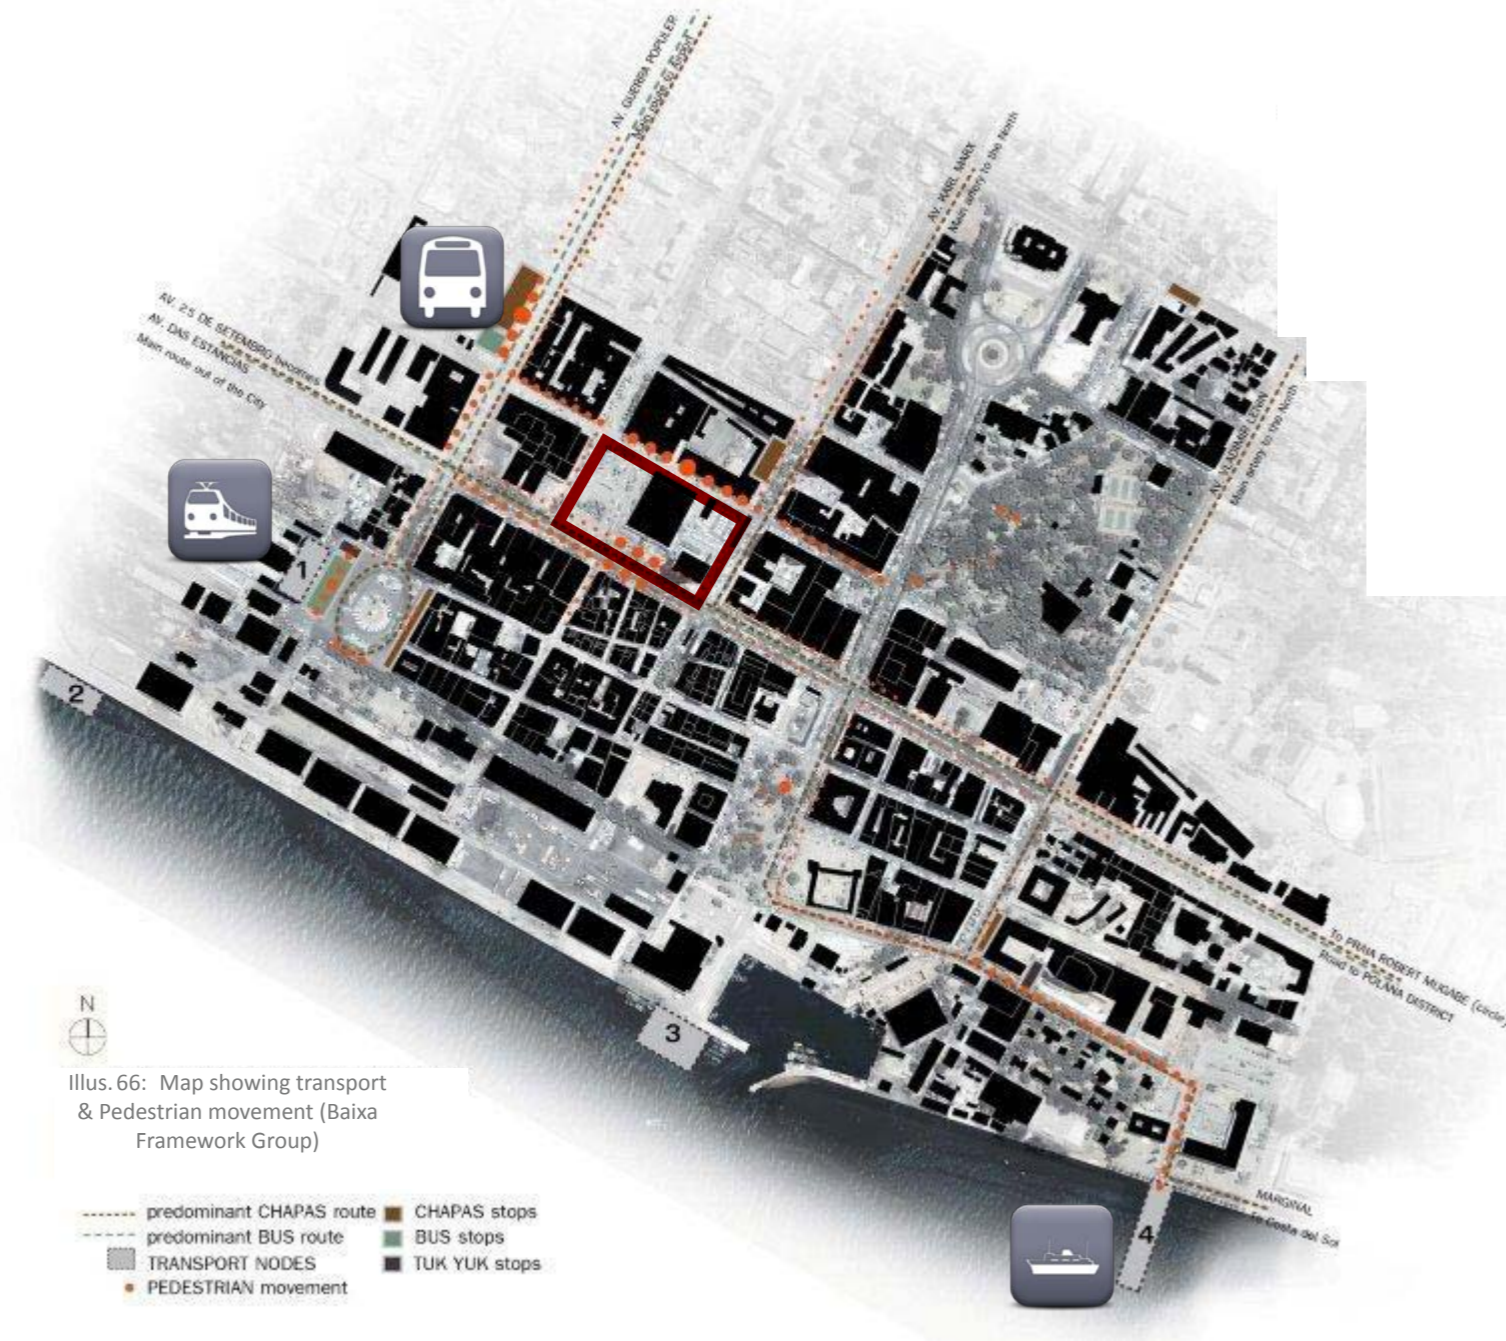 AV. GUERRA POPULER
AV. KARL MARX
Main artery to the North
AV. 25 DE SETEMBRO becomes
AV. DAS ESTANCIAS
Main route out of the City
Main artery to the North
1
2
3
4
To PRAIA ROBERT MUGABE (circle)
Road to POLANA DISTRICT
MARGINAL
To Costa del Sol
N
Illus. 66: Map showing transport
& Pedestrian movement (Baixa
Framework Group)
predominant CHAPAS route
predominant BUS route
TRANSPORT NODES
PEDESTRIAN movement
CHAPAS stops
BUS stops
TUK YUK stops